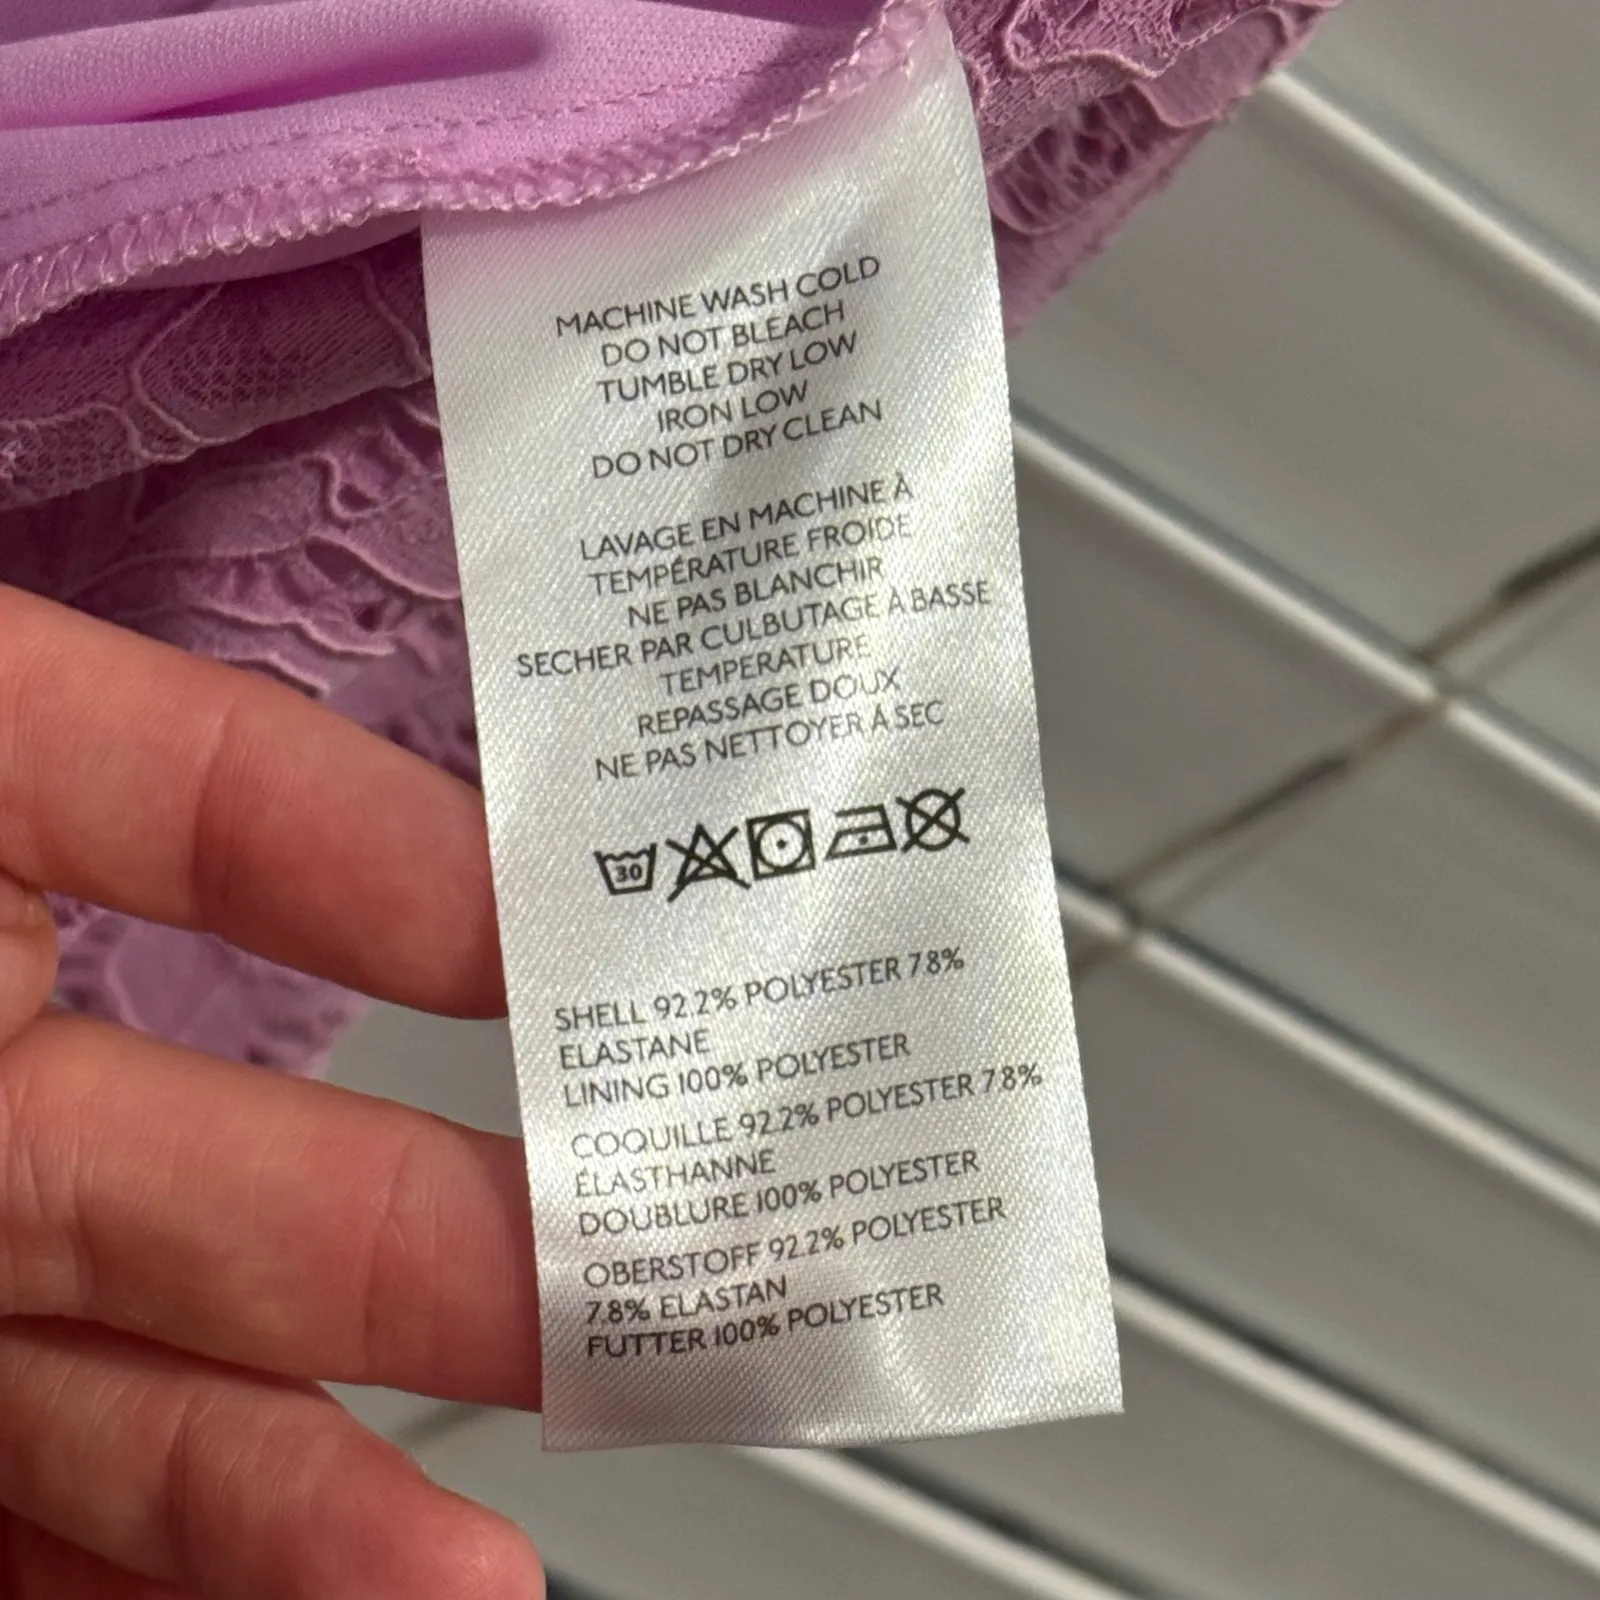 MACHINE WASH COLD
DO NOT BLEACH
TUMBLE DRY LOW
IRON LOW
DO NOT DRY CLEAN
LAVAGE EN MACHINE À
TEMPÉRATURE FROIDE
NE PAS BLANCHIR
SECHER PAR CULBUTAGE À BASSE
TEMPERATURE
REPASSAGE DOUX
NE PAS NETTOYER À SEC
30
SHELL 92.2% POLYESTER 7.8%
ELASTANE
LINING 100% POLYESTER
COQUILLE 92.2% POLYESTER 7.8%
ÉLASTHANNE
DOUBLURE 100% POLYESTER
OBERSTOFF 92.2% POLYESTER
7.8% ELASTAN
FUTTER 100% POLYESTER